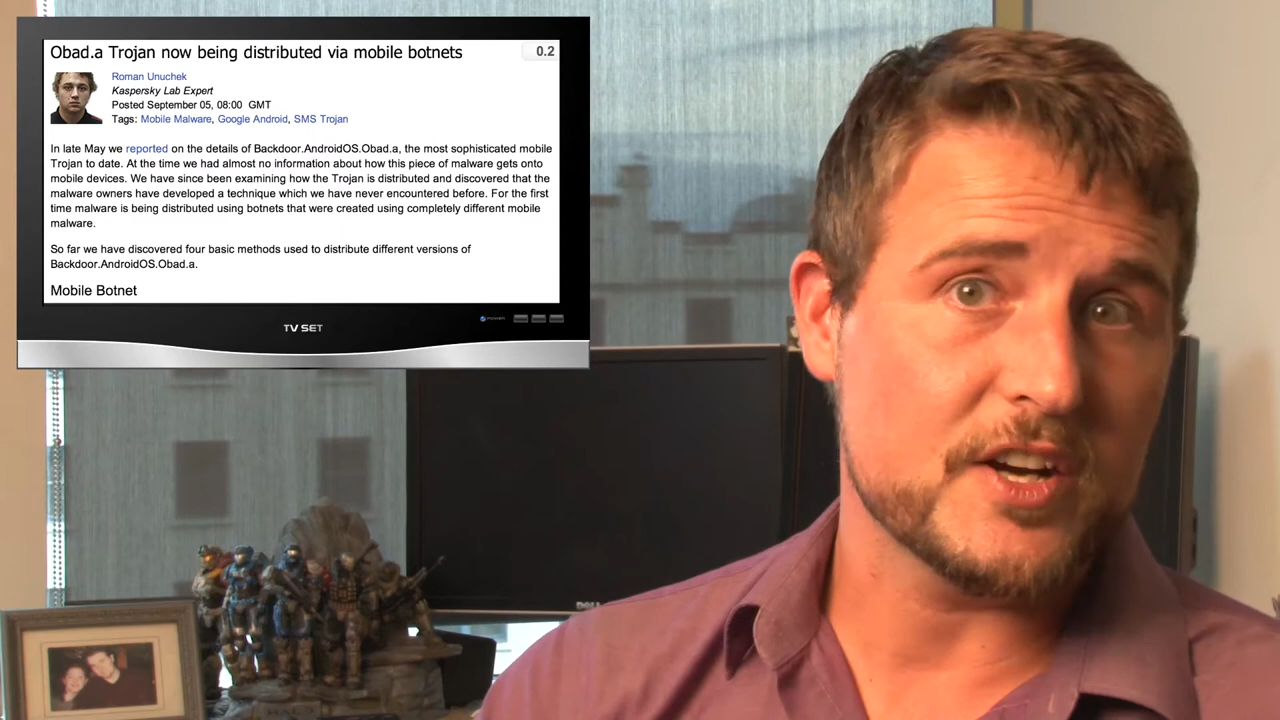 Obad.a Trojan now being distributed via mobile botnets
0.2
Roman Unuchek
Kaspersky Lab Expert
Posted September 05, 08:00 GMT
Tags: Mobile Malware, Google Android, SMS Trojan
In late May we reported on the details of Backdoor.AndroidOS.Obad.a, the most sophisticated mobile
Trojan to date. At the time we had almost no information about how this piece of malware gets onto
mobile devices. We have since been examining how the Trojan is distributed and discovered that the
malware owners have developed a technique which we have never encountered before. For the first
time malware is being distributed using botnets that were created using completely different mobile
malware.
So far we have discovered four basic methods used to distribute different versions of
Backdoor.AndroidOS.Obad.a.
Mobile Botnet
POWER
TV SET
DELL